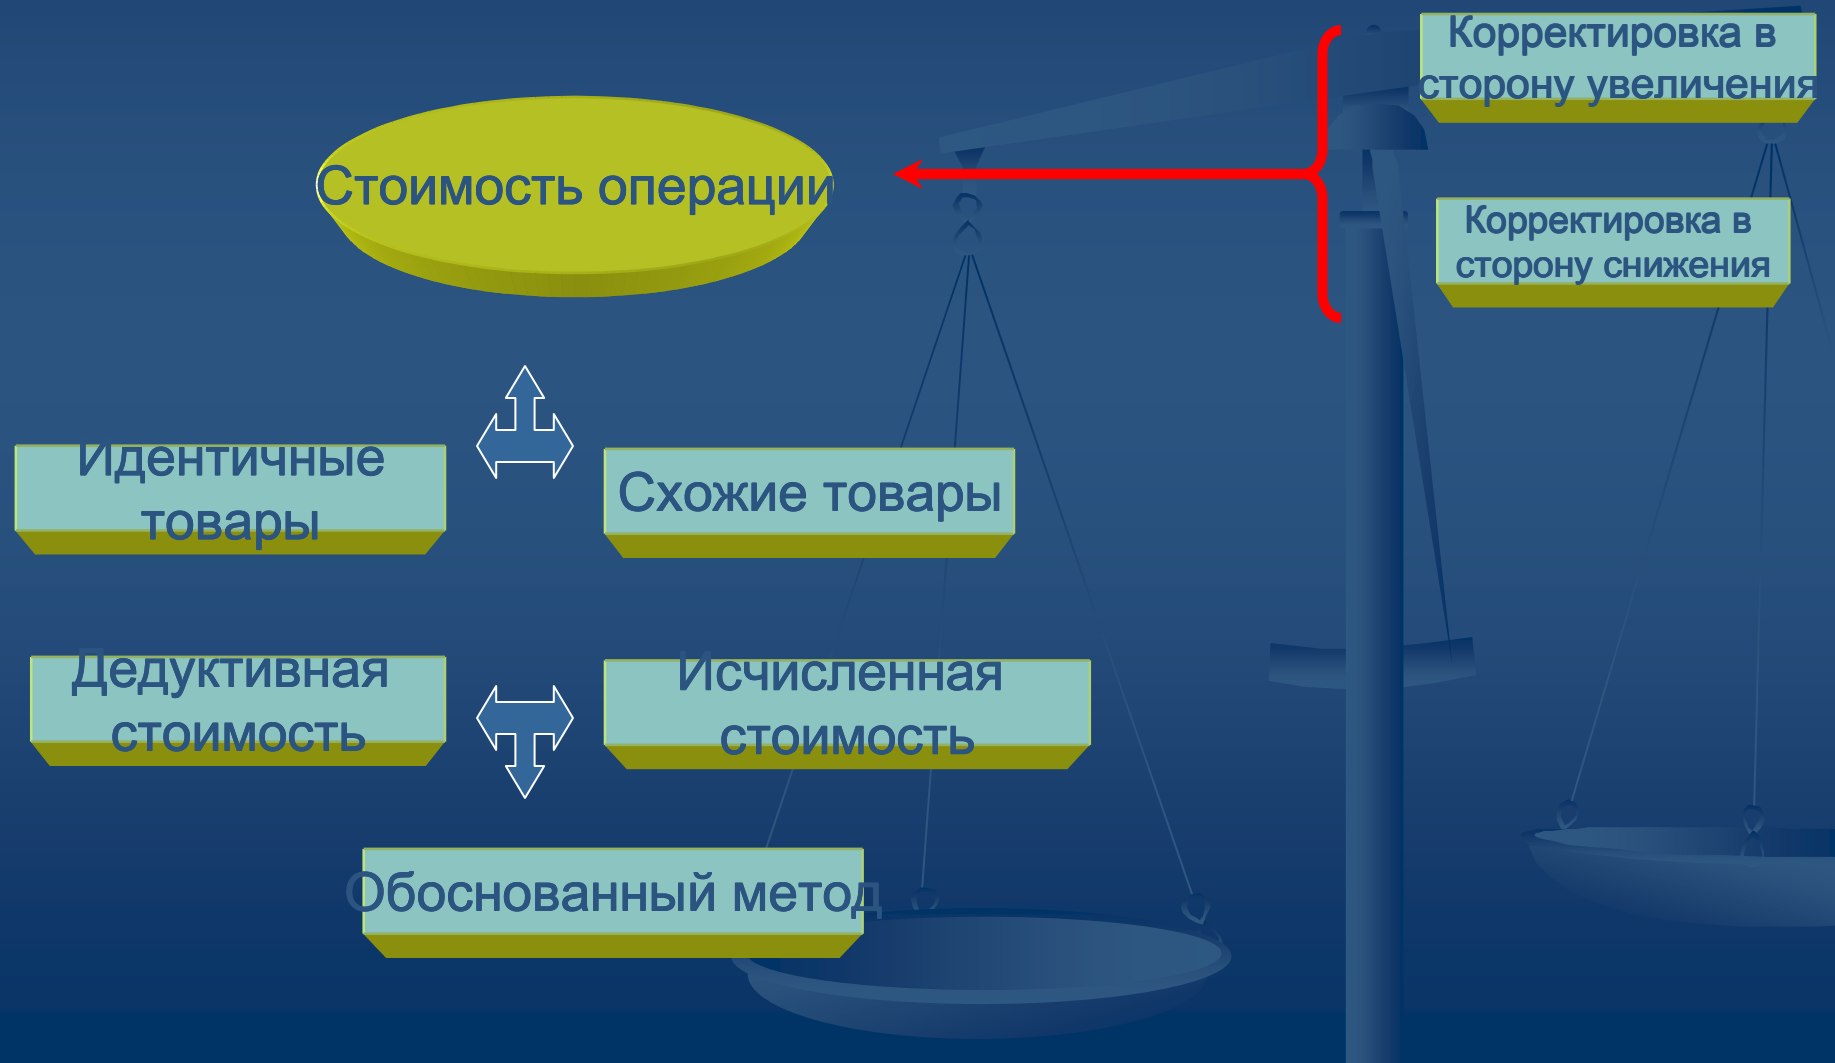 Корректировка в
сторону увеличения
Стоимость операции
Корректировка в
сторону снижения
Идентичные
товары
Схожие товары
Дедуктивная
стоимость
Исчисленная
стоимость
Обоснованный метод